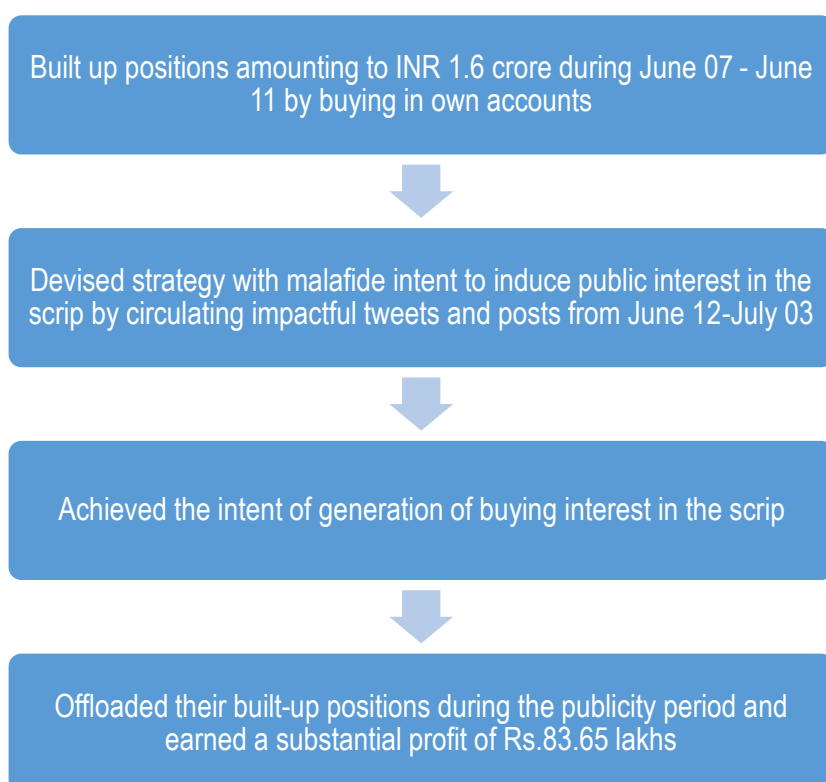 Built up positions amounting to INR 1.6 crore during June 07 - June
11 by buying in own accounts
Devised strategy with malafide intent to induce public interest in the
scrip by circulating impactful tweets and posts from June 12-July 03
Achieved the intent of generation of buying interest in the scrip
Offloaded their built-up positions during the publicity period and
earned a substantial profit of Rs.83.65 lakhs